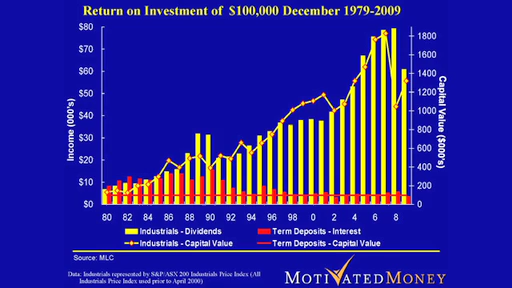 Return on Investment of $100,000 December 1979-2009
$80
$70
$60
$50
$40
$30
$20
$10
$0
Income (000's)
1800
1600
1400
1200
1000
800
600
400
200
0
Capital Value ($000's)
80 82 84 86 88 90 92 94 96 98 0 2 4 6 8
Industrials - Dividends
Term Deposits - Interest
Industrials - Capital Value
Term Deposits - Capital Value
Source: MLC
Data: Industrials represented by S&P/ASX 200 Industrials Price Index (All
Industrials Price Index used prior to April 2000)
MOTIVATEDMONEY